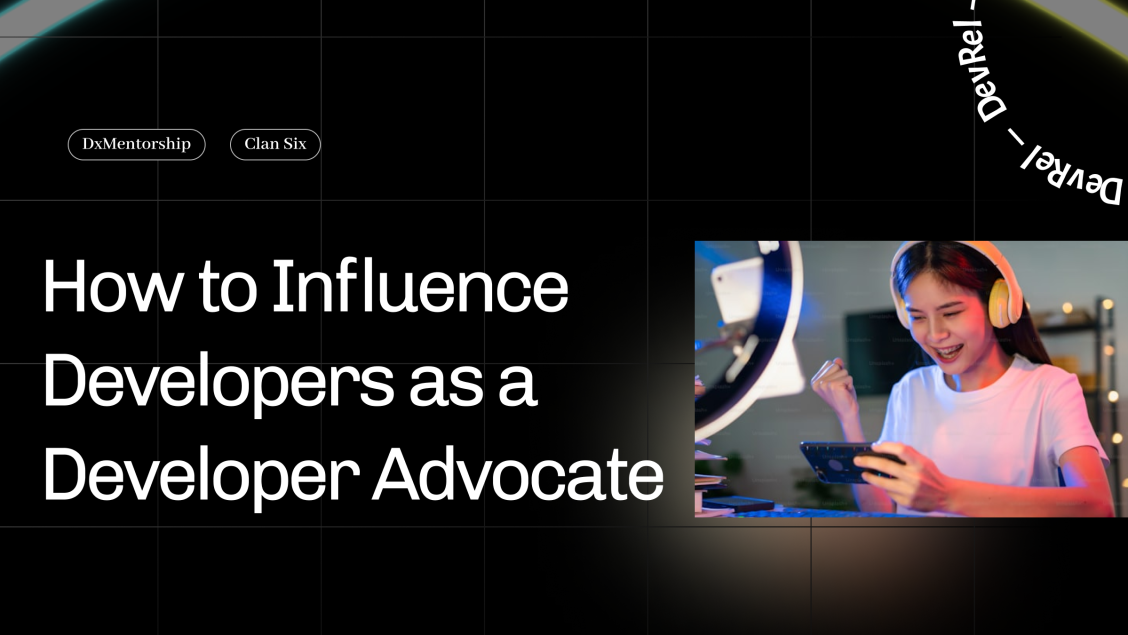 DevRel – DevRel –
DxMentorship
Clan Six
How to Influence
Developers as a
Developer Advocate